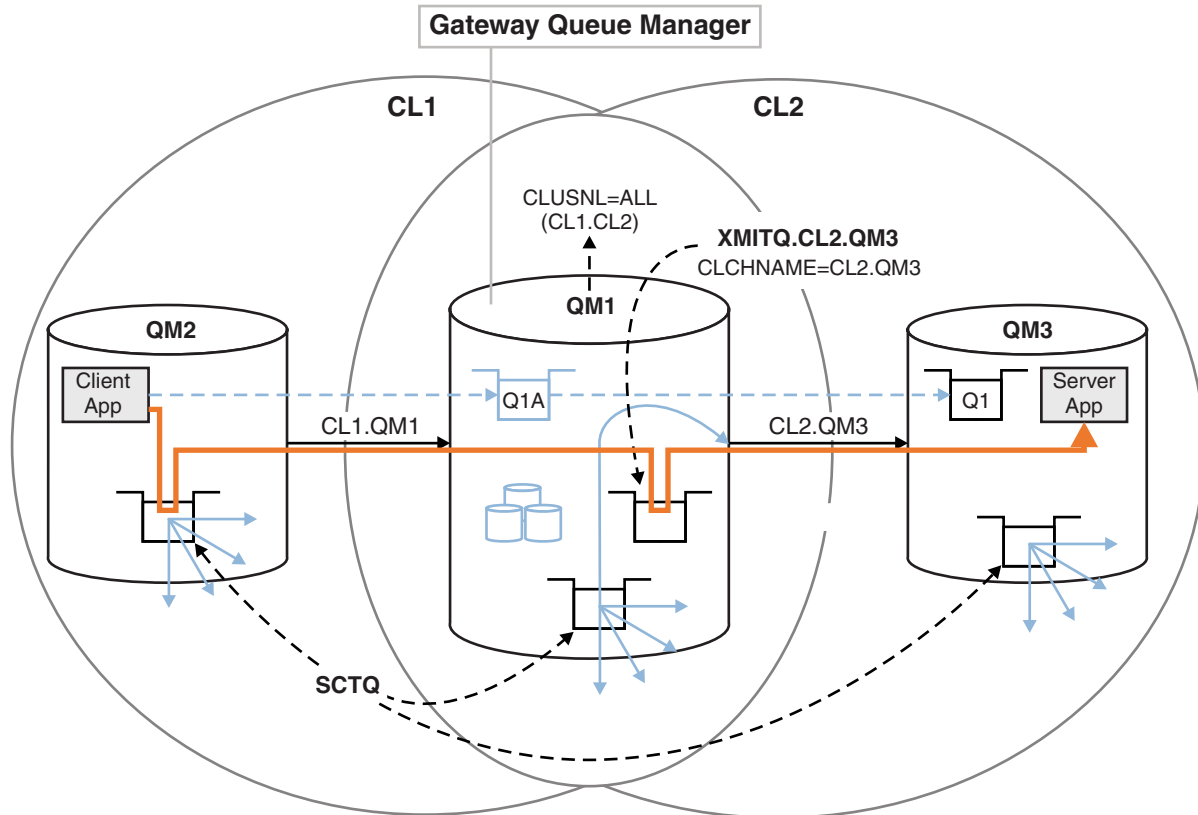 Gateway Queue Manager
CL1
CL2
CLUSNL=ALL
(CL1.CL2)
XMITQ.CL2.QM3
CLCHNAME=CL2.QM3
QM2
QM1
QM3
Client
App
Q1A
Q1
Server
App
CL1.QM1
CL2.QM3
SCTQ